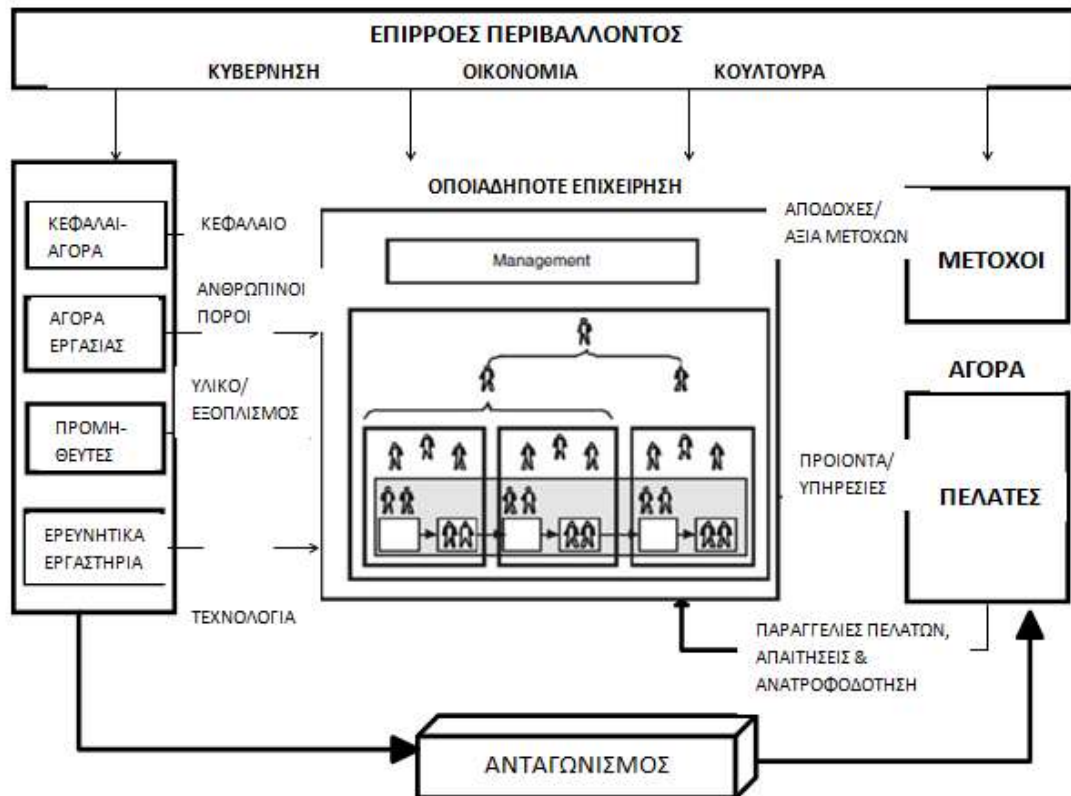 ΕΠΙΡΡΟΕΣ ΠΕΡΙΒΑΛΛΟΝΤΟΣ
ΚΥΒΕΡΝΗΣΗ ΟΙΚΟΝΟΜΙΑ ΚΟΥΛΤΟΥΡΑ
ΚΕΦΑΛΑΙ-
ΑΓΟΡΑ
ΑΓΟΡΑ
ΕΡΓΑΣΙΑΣ
ΠΡΟΜΗ-
ΘΕΥΤΕΣ
ΕΡΕΥΝΗΤΙΚΑ
ΕΡΓΑΣΤΗΡΙΑ
ΚΕΦΑΛΑΙΟ
ΑΝΘΡΩΠΙΝΟΙ
ΠΟΡΟΙ
ΥΛΙΚΟ/
ΕΞΟΠΛΙΣΜΟΣ
ΤΕΧΝΟΛΟΓΙΑ
ΟΠΟΙΑΔΗΠΟΤΕ ΕΠΙΧΕΙΡΗΣΗ
Management
ΑΠΟΔΟΧΕΣ/
ΑΞΙΑ ΜΕΤΟΧΩΝ
ΜΕΤΟΧΟΙ
ΑΓΟΡΑ
ΠΡΟΙΟΝΤΑ/
ΥΠΗΡΕΣΙΕΣ
ΠΕΛΑΤΕΣ
ΠΑΡΑΓΓΕΛΙΕΣ ΠΕΛΑΤΩΝ,
ΑΠΑΙΤΗΣΕΙΣ &
ΑΝΑΤΡΟΦΟΔΟΤΗΣΗ
ΑΝΤΑΓΩΝΙΣΜΟΣ